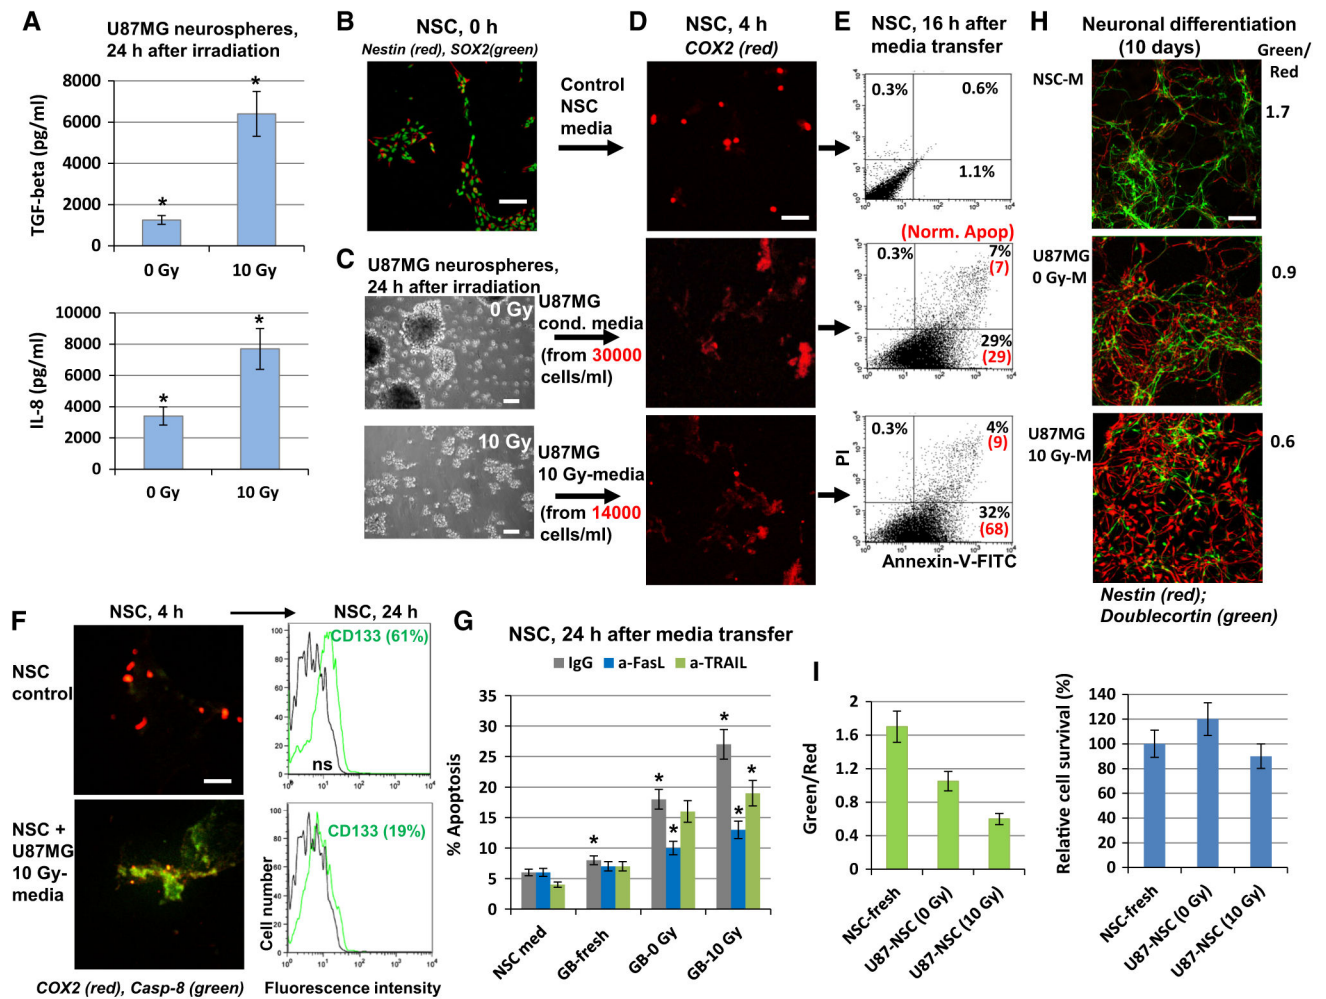 A
U87MG neurospheres,
24 h after irradiation
TGF-beta (pg/ml)
8000
6000
4000
2000
0
*
*
0 Gy
10 Gy
IL-8 (pg/ml)
10000
8000
6000
4000
2000
0
*
*
0 Gy
10 Gy
B
NSC, 0 h
Nestin (red), SOX2(green)
Control
NSC
media
C
U87MG neurospheres,
24 h after irradiation
0 Gy
U87MG
cond. media
(from 30000
cells/ml)
10 Gy
U87MG
10 Gy-media
(from 14000
cells/ml)
D
NSC, 4 h
COX2 (red)
E
NSC, 16 h after
media transfer
0.3%
0.6%
1.1%
(Norm. Apop)
0.3%
7%
(7)
29%
(29)
0.3%
4%
(9)
32%
(68)
PI
Annexin-V-FITC
H
Neuronal differentiation
(10 days)
Green/
Red
NSC-M
1.7
U87MG
0 Gy-M
0.9
U87MG
10 Gy-M
0.6
Nestin (red);
Doublecortin (green)
F
NSC, 4 h
NSC, 24 h
NSC
control
CD133 (61%)
ns
NSC +
U87MG
10 Gy-
media
CD133 (19%)
Cell number
COX2 (red), Casp-8 (green)
Fluorescence intensity
G
NSC, 24 h after media transfer
IgG a-FasL a-TRAIL
% Apoptosis
35
30
25
20
15
10
5
0
*
*
*
*
*
*
NSC med
GB-fresh
GB-0 Gy
GB-10 Gy
I
Green/Red
2
1.6
1.2
0.8
0.4
0
NSC-fresh
U87-NSC (0 Gy)
U87-NSC (10 Gy)
Relative cell survival (%)
140
120
100
80
60
40
20
0
NSC-fresh
U87-NSC (0 Gy)
U87-NSC (10 Gy)